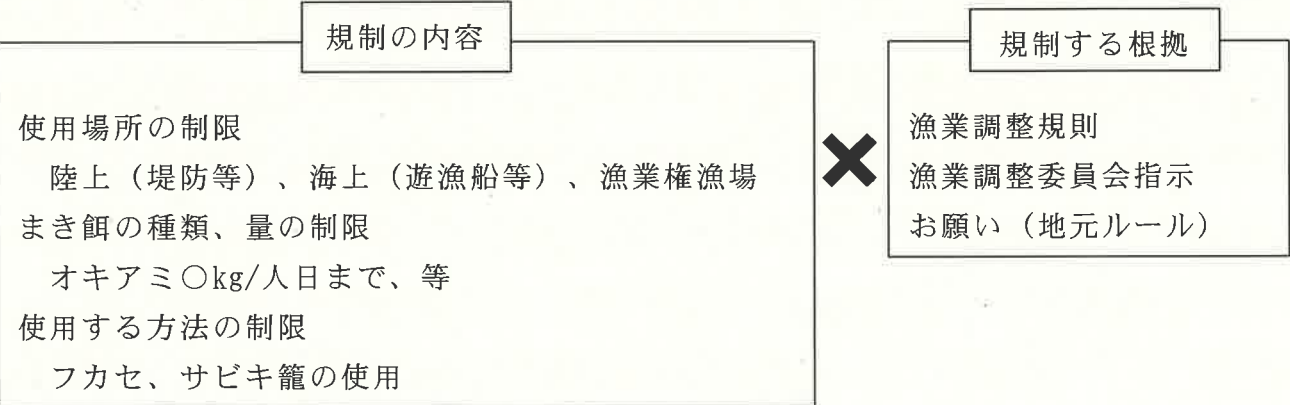 規制の内容
使用場所の制限
陸上（堤防等）、海上（遊漁船等）、漁業権漁場
まき餌の種類、量の制限
オキアミ○kg/人日まで、等
使用する方法の制限
フカセ、サビキ籠の使用
×
規制する根拠
漁業調整規則
漁業調整委員会指示
お願い（地元ルール）